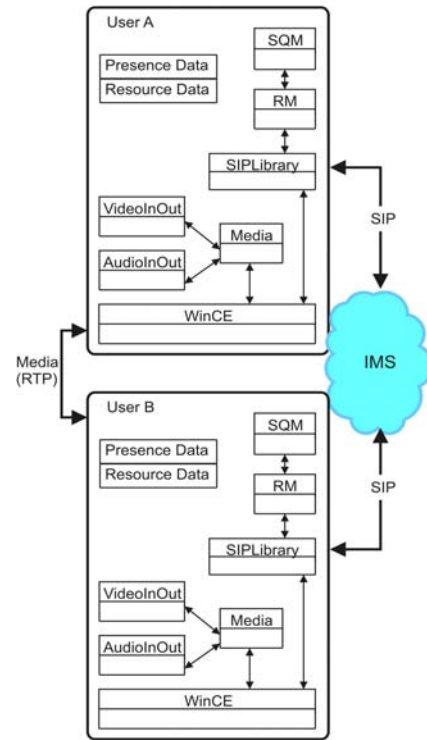 User A
SQM
Presence Data
Resource Data
RM
SIPLibrary
SIP
VideoInOut
Media
AudioInOut
WinCE
IMS
Media
(RTP)
User B
SQM
Presence Data
Resource Data
RM
SIP
SIPLibrary
VideoInOut
Media
AudioInOut
WinCE